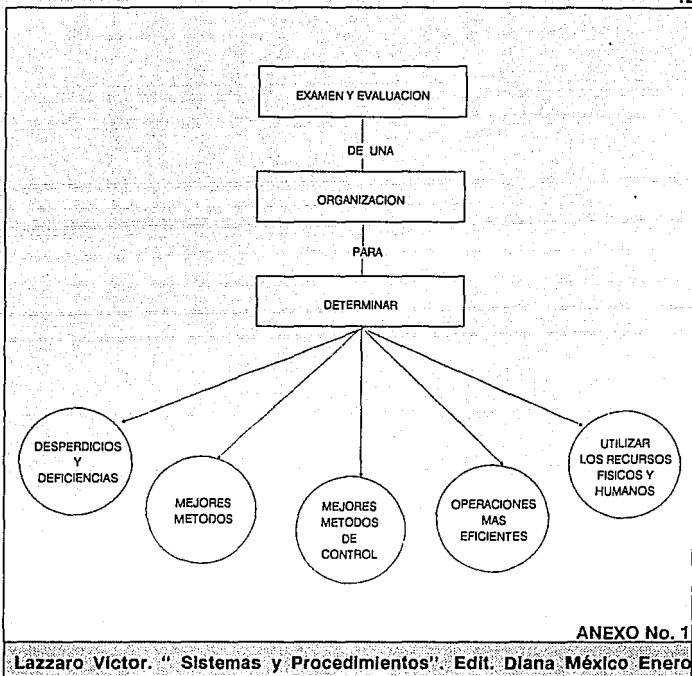 EXAMEN Y EVALUACION
DE UNA
ORGANIZACION
PARA
DETERMINAR
DESPERDICIOS
Y
DEFICIENCIAS
MEJORES
METODOS
MEJORES
METODOS
DE
CONTROL
OPERACIONES
MAS
EFICIENTES
UTILIZAR
LOS RECURSOS
FISICOS Y
HUMANOS
ANEXO No. 1
Lazzaro Victor. " Sistemas y Procedimientos". Edit. Diana México Enero